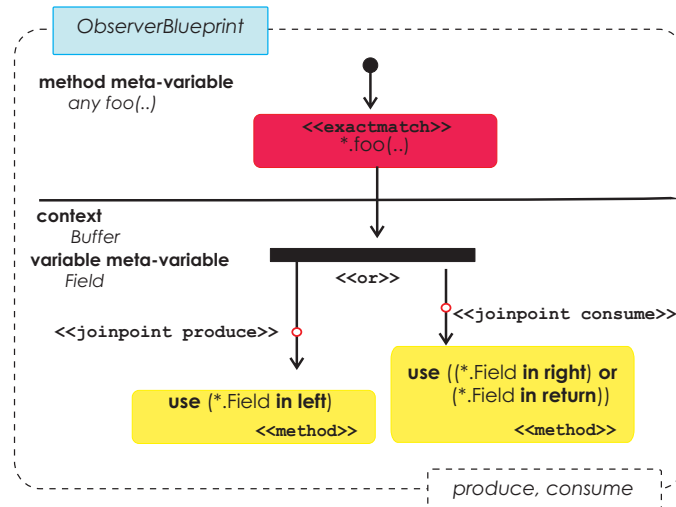 ObserverBlueprint
method meta-variable
any foo(..)
<<exactmatch>>
*.foo(..)
context
Buffer
variable meta-variable
Field
<<or>>
<<joinpoint produce>>
<<joinpoint consume>>
use (*.Field in left)
<<method>>
use ((*.Field in right) or
(*.Field in return))
<<method>>
produce, consume